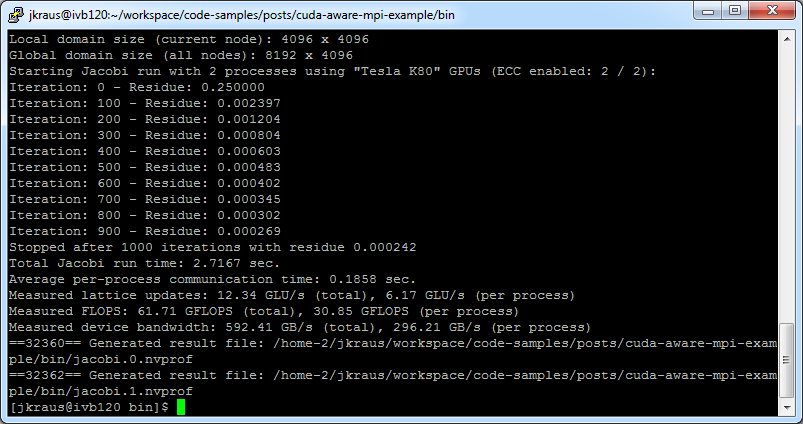 jkraus@ivb120:~/workspace/code-samples/posts/cuda-aware-mpi-example/bin
Local domain size (current node): 4096 x 4096
Global domain size (all nodes): 8192 x 4096
Starting Jacobi run with 2 processes using "Tesla K80" GPUs (ECC enabled: 2 / 2):
Iteration: 0 - Residue: 0.250000
Iteration: 100 - Residue: 0.002397
Iteration: 200 - Residue: 0.001204
Iteration: 300 - Residue: 0.000804
Iteration: 400 - Residue: 0.000603
Iteration: 500 - Residue: 0.000483
Iteration: 600 - Residue: 0.000402
Iteration: 700 - Residue: 0.000345
Iteration: 800 - Residue: 0.000302
Iteration: 900 - Residue: 0.000269
Stopped after 1000 iterations with residue 0.000242
Total Jacobi run time: 2.7167 sec.
Average per-process communication time: 0.1858 sec.
Measured lattice updates: 12.34 GLU/s (total), 6.17 GLU/s (per process)
Measured FLOPS: 61.71 GFLOPS (total), 30.85 GFLOPS (per process)
Measured device bandwidth: 592.41 GB/s (total), 296.21 GB/s (per process)
==32360== Generated result file: /home-2/jkraus/workspace/code-samples/posts/cuda-aware-mpi-exam
ple/bin/jacobi.0.nvprof
==32362== Generated result file: /home-2/jkraus/workspace/code-samples/posts/cuda-aware-mpi-exam
ple/bin/jacobi.1.nvprof
[jkraus@ivb120 bin]$